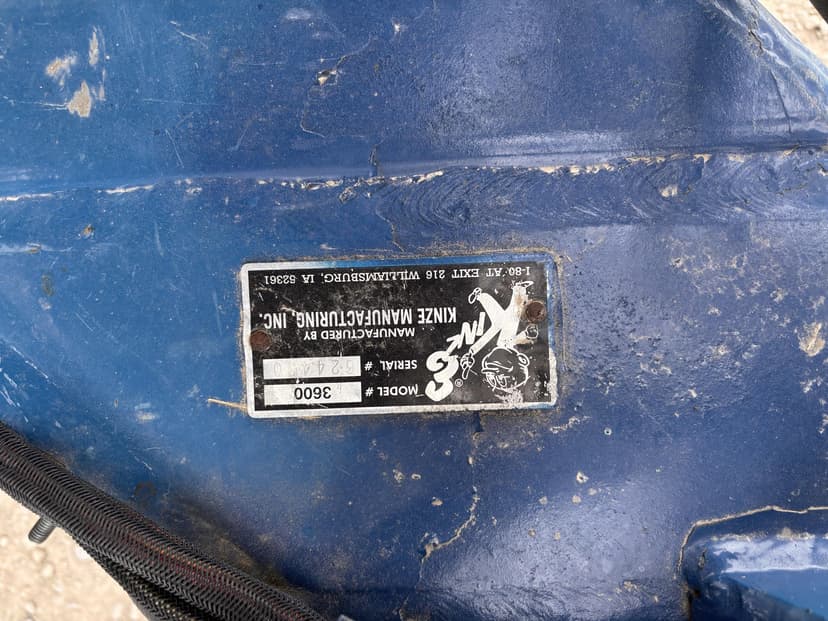 KINZE®
MODEL # 3600
SERIAL #
MANUFACTURED BY
KINZE MANUFACTURING, INC.
I-80 AT EXIT 216 WILLIAMSBURG, IA 52361